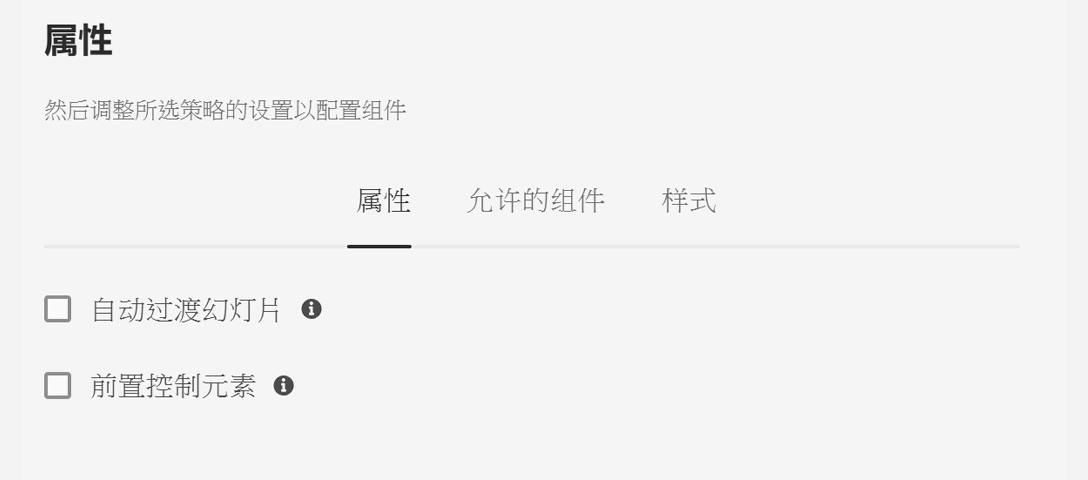 属性
然后调整所选策略的设置以配置组件
属性 允许的组件 样式
自动过渡幻灯片
前置控制元素